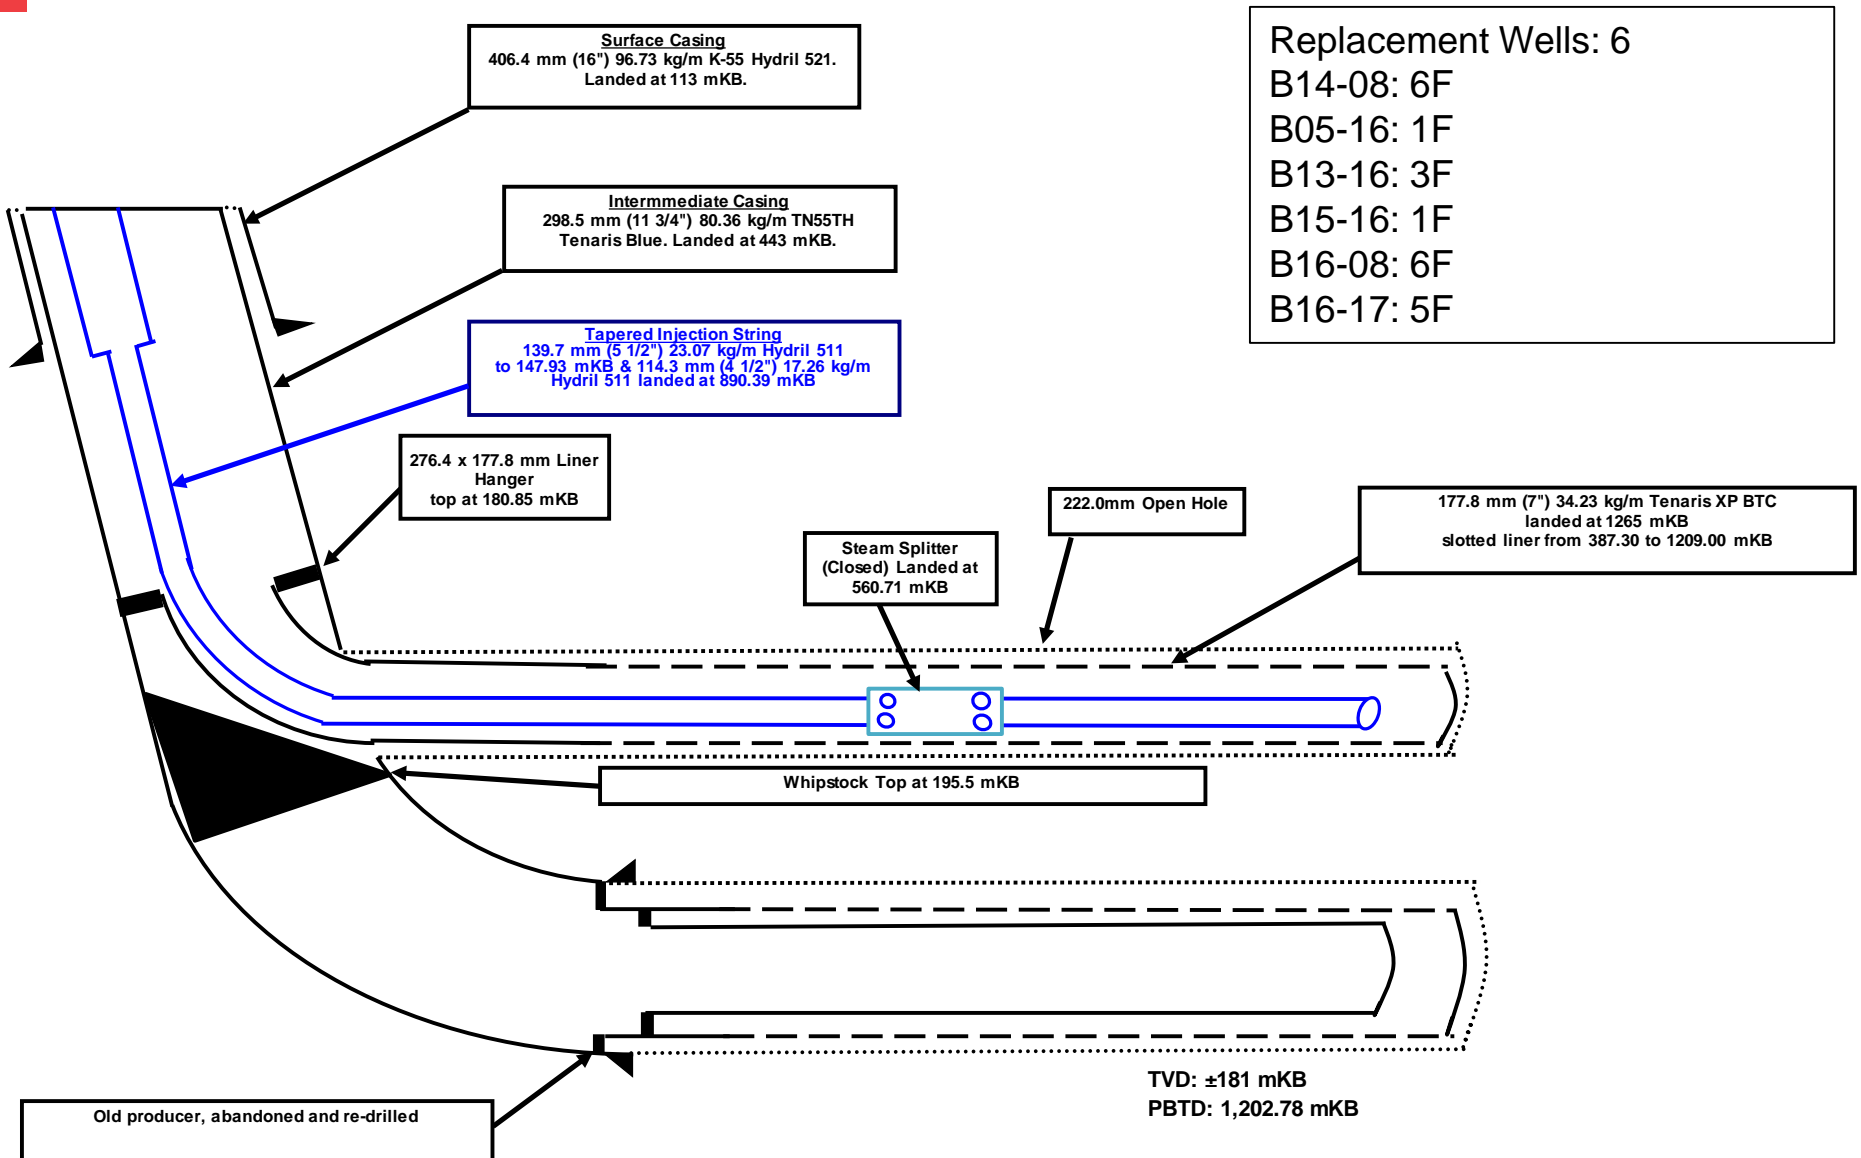 Surface Casing
406.4 mm (16") 96.73 kg/m K-55 Hydril 521.
Landed at 113 mKB.
Replacement Wells: 6
B14-08: 6F
B05-16: 1F
B13-16: 3F
B15-16: 1F
B16-08: 6F
B16-17: 5F
Intermmediate Casing
298.5 mm (11 3/4") 80.36 kg/m TN55TH
Tenaris Blue. Landed at 443 mKB.
Tapered Injection String
139.7 mm (5 1/2") 23.07 kg/m Hydril 511
to 147.93 mKB & 114.3 mm (4 1/2") 17.26 kg/m
Hydril 511 landed at 890.39 mKB
276.4 x 177.8 mm Liner
Hanger
top at 180.85 mKB
222.0mm Open Hole
177.8 mm (7") 34.23 kg/m Tenaris XP BTC
landed at 1265 mKB
slotted liner from 387.30 to 1209.00 mKB
Steam Splitter
(Closed) Landed at
560.71 mKB
Whipstock Top at 195.5 mKB
TVD: ±181 mKB
PBTD: 1,202.78 mKB
Old producer, abandoned and re-drilled